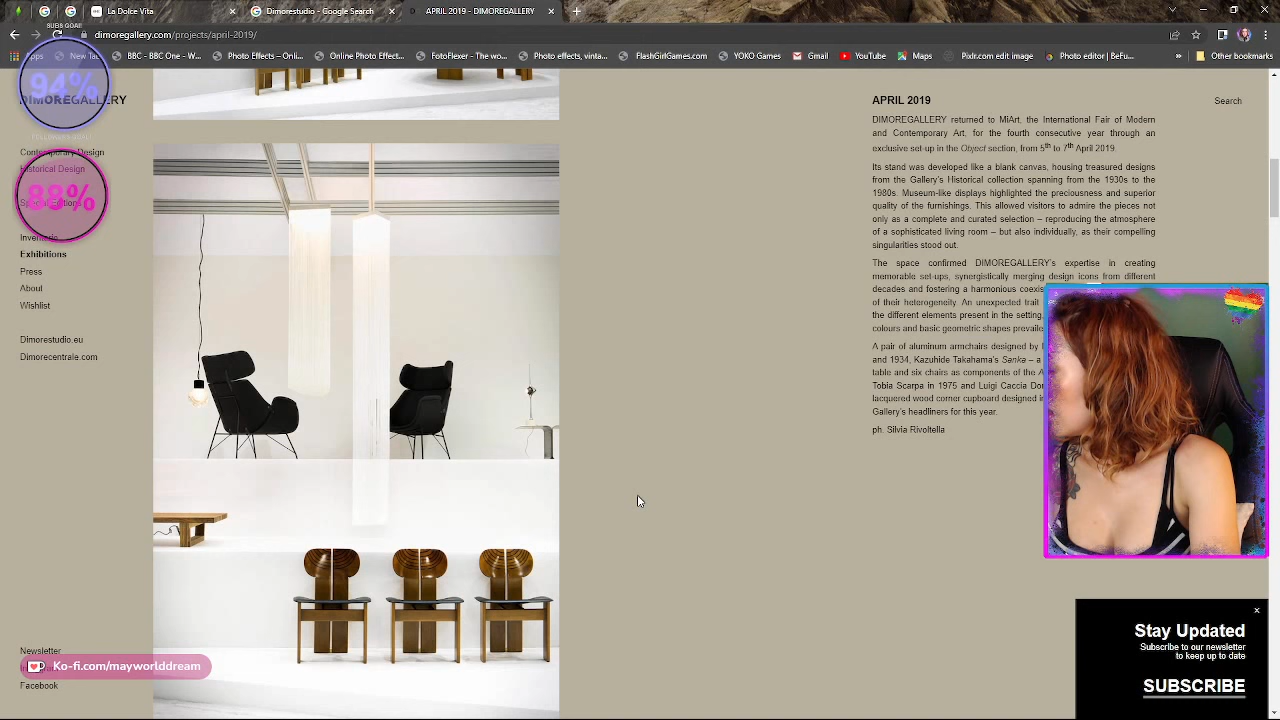 La Dolce Vita
Dimorestudio - Google Search
APRIL 2019 – DIMOREGALLERY
SUBS GOAL!
dimoregallery.com/projects/april-2019/
Apps
New Tab
BBC - BBC One - W...
Online Photo Effect...
FotoFlexer - The wo...
Photo effects, vinta...
FlashGirlGames.com
YOKO Games
Gmail
YouTube
Maps
Pixlr.com edit image
Photo editor | BeFu...
Other bookmarks
94%
DIMOREGALLERY
Contemporary Design
Historical Design
88%
Inventario
Exhibitions
Press
About
Wishlist
Dimorestudio.eu
Dimorecentrale.com
Newsletter
Ko-fi.com/mayworlddream
Facebook
APRIL 2019
Search
DIMOREGALLERY returned to MiArt, the International Fair of Modern
and Contemporary Art, for the fourth consecutive year through an
exclusive set-up in the Object section, from 5th to 7th April 2019.
Its stand was developed like a blank canvas, housing treasured designs
from the Gallery's Historical collection spanning from the 1930s to the
1980s. Museum-like displays highlighted the preciousness and superior
quality of the furnishings. This allowed visitors to admire the pieces not
only as a complete and curated selection – reproducing the atmosphere
of a sophisticated living room – but also individually, as their compelling
singularities stood out.
The space confirmed DIMOREGALLERY's expertise in creating
memorable set-ups, synergistically merging design icons from different
decades and fostering a harmonious
of their heterogeneity. An unexpected trait
the different elements present in the setting,
colours and basic geometric shapes
A pair of aluminum armchairs designed by
and 1934, Kazuhide Takahama's Sanka – a
table and six chairs as components of the
Tobia Scarpa in 1975 and Luigi Caccia
lacquered wood corner cupboard designed
Gallery's headliners for this year.
ph. Silvia Rivoltella
Stay Updated
Subscribe to our newsletter
to keep up to date
SUBSCRIBE